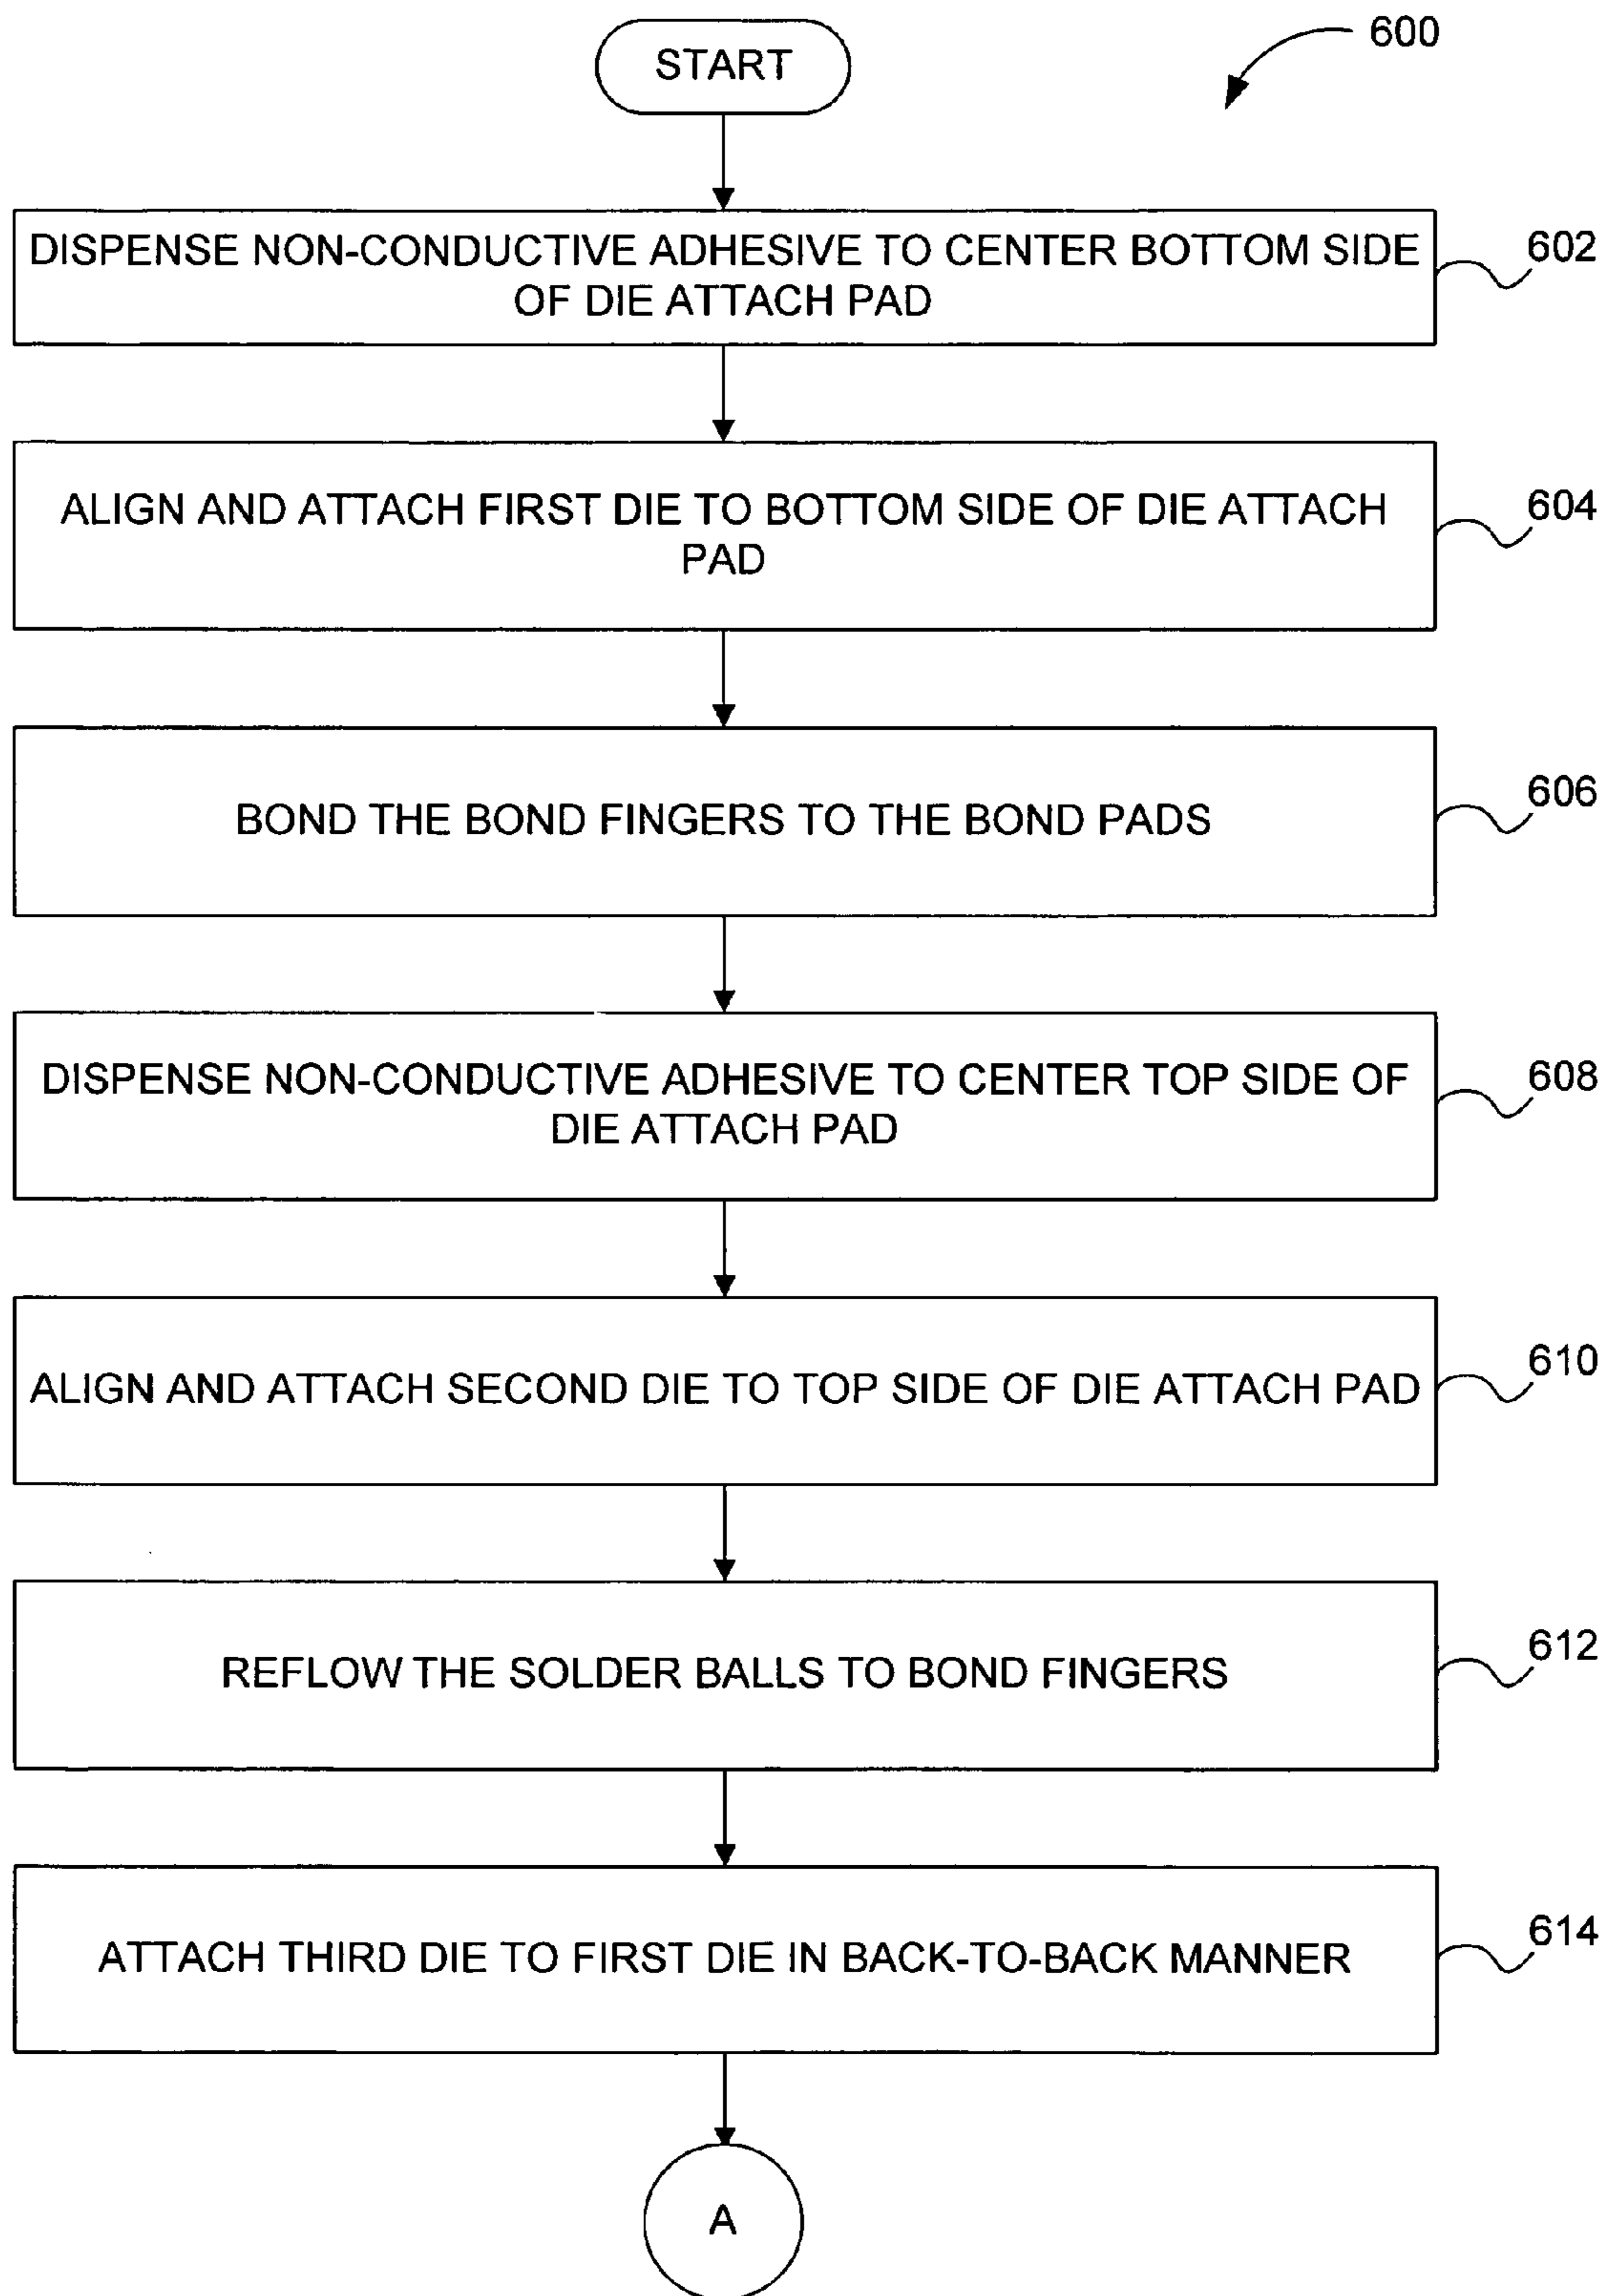 600
START
DISPENSE NON-CONDUCTIVE ADHESIVE TO CENTER BOTTOM SIDE
OF DIE ATTACH PAD
602
ALIGN AND ATTACH FIRST DIE TO BOTTOM SIDE OF DIE ATTACH
PAD
604
BOND THE BOND FINGERS TO THE BOND PADS
606
DISPENSE NON-CONDUCTIVE ADHESIVE TO CENTER TOP SIDE OF
DIE ATTACH PAD
608
ALIGN AND ATTACH SECOND DIE TO TOP SIDE OF DIE ATTACH PAD
610
REFLOW THE SOLDER BALLS TO BOND FINGERS
612
ATTACH THIRD DIE TO FIRST DIE IN BACK-TO-BACK MANNER
614
A